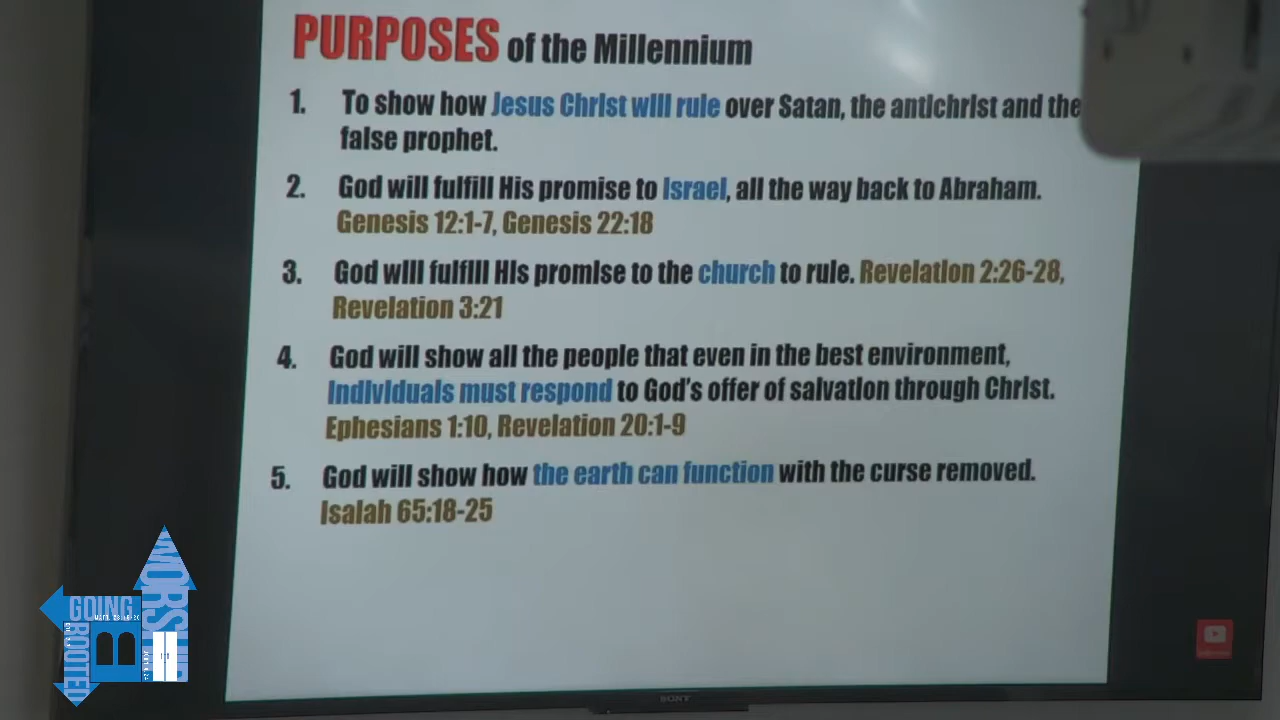 PURPOSES of the Millennium
1. To show how Jesus Christ will rule over Satan, the antichrist and the
false prophet.
2. God will fulfill His promise to Israel, all the way back to Abraham.
Genesis 12:1-7, Genesis 22:18
3. God will fulfill His promise to the church to rule. Revelation 2:26-28,
Revelation 3:21
4. God will show all the people that even in the best environment,
individuals must respond to God's offer of salvation through Christ.
Ephesians 1:10, Revelation 20:1-9
5. God will show how the earth can function with the curse removed.
Isaiah 65:18-25
GOING
WORSHIP
ROOTED
SONY